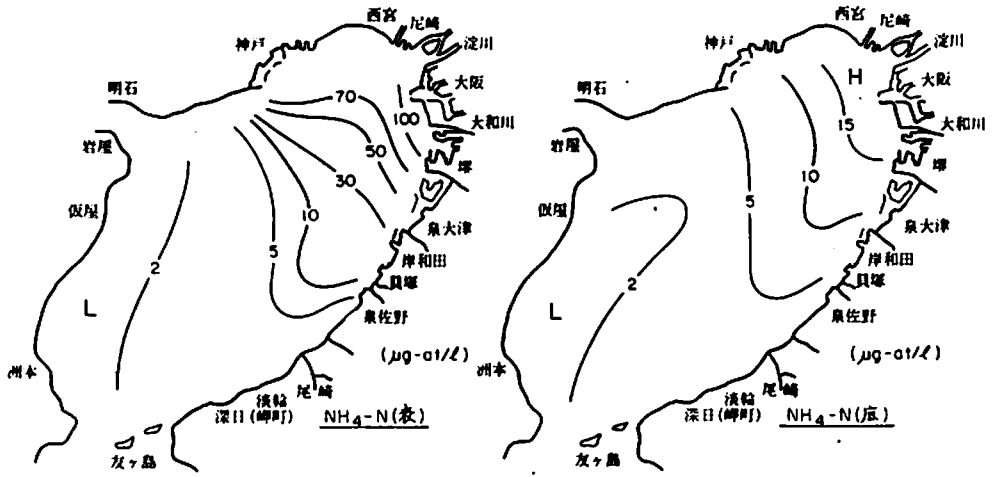 西宮
尼崎
淀川
神戸
大阪
明石
70
100
大和川
岩屋
50
堺
30
仮屋
10
泉大津
5
岸和田
2
貝塚
L
泉佐野
(μg-at/ℓ)
洲本
尾崎
淡輪
深日(岬町)
NH4-N(表)
友ヶ島
西宮
尼崎
淀川
神戸
H
大阪
明石
15
大和川
岩屋
堺
10
5
仮屋
泉大津
岸和田
2
貝塚
L
泉佐野
(μg-at/ℓ)
洲本
尾崎
淡輪
深日(岬町)
NH4-N(底)
友ヶ島